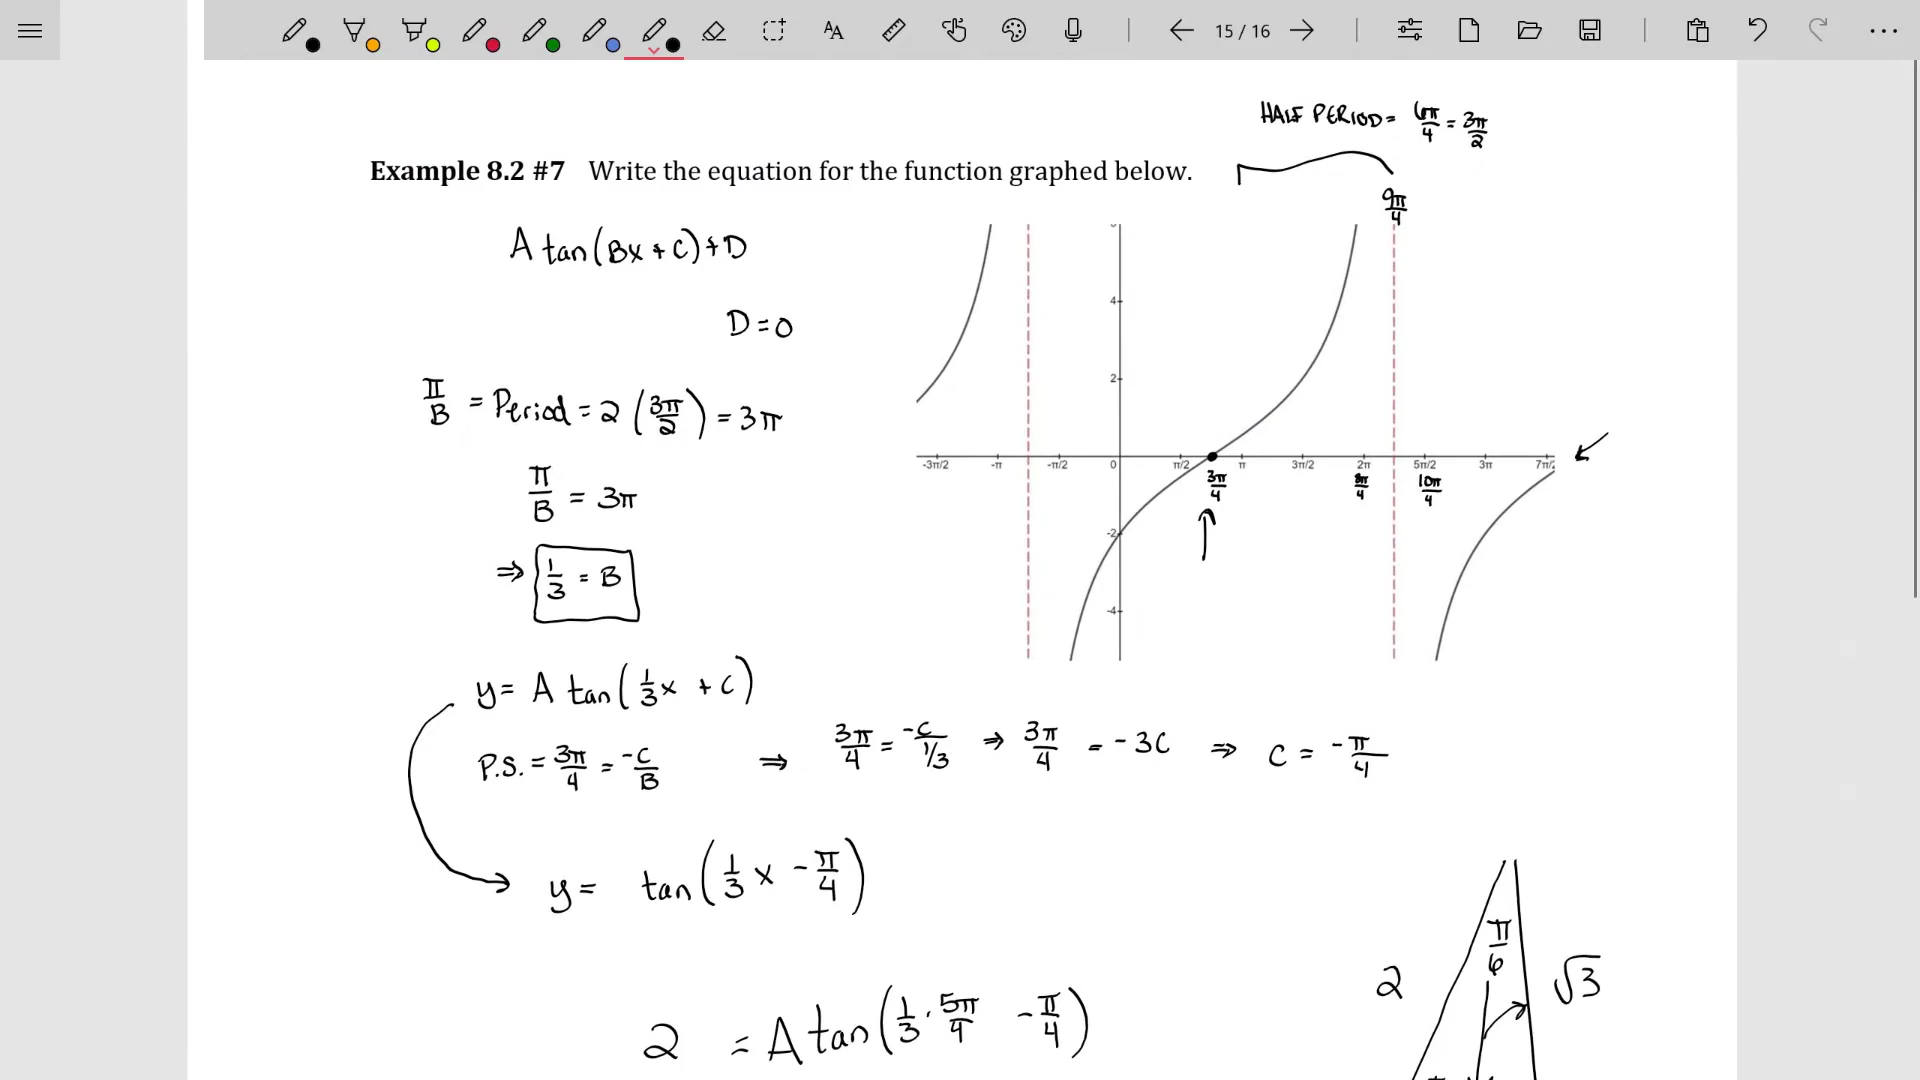 15 / 16
HALF PERIOD = 6π/4 = 3π/2
Example 8.2 #7 Write the equation for the function graphed below.
9π/4
A tan(Bx + C) + D
D = 0
π/B = Period = 2 (3π/2) = 3π
π/B = 3π
⇒ 1/3 = B
4
2
-3π/2 -π -π/2 0 π/2 π 3π/2 2π 5π/2 3π 7π/2
3π/4 8π/4 10π/4
-2
-4
y = A tan(1/3 x + C)
P.S. = 3π/4 = -C/B ⇒ 3π/4 = -C/1/3 ⇒ 3π/4 = -3C ⇒ C = -π/4
y = tan(1/3 x - π/4)
π/6
2 √3
2 = A tan(1/3 · 5π/4 - π/4)